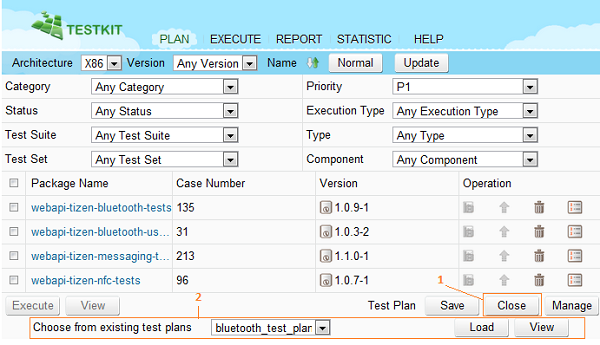 TESTKIT
PLAN EXECUTE REPORT STATISTIC HELP
Architecture X86 Version Any Version Name Normal Update
Category Any Category Priority P1
Status Any Status Execution Type Any Execution Type
Test Suite Any Test Suite Type Any Type
Test Set Any Test Set Component Any Component
Package Name Case Number Version Operation
webapi-tizen-bluetooth-tests 135 1.0.9-1
webapi-tizen-bluetooth-us... 31 1.0.3-2
webapi-tizen-messaging-t... 213 1.1.0-1
webapi-tizen-nfc-tests 96 1.0.7-1
1
2
Execute View Test Plan Save Close Manage
Choose from existing test plans bluetooth_test_plan Load View